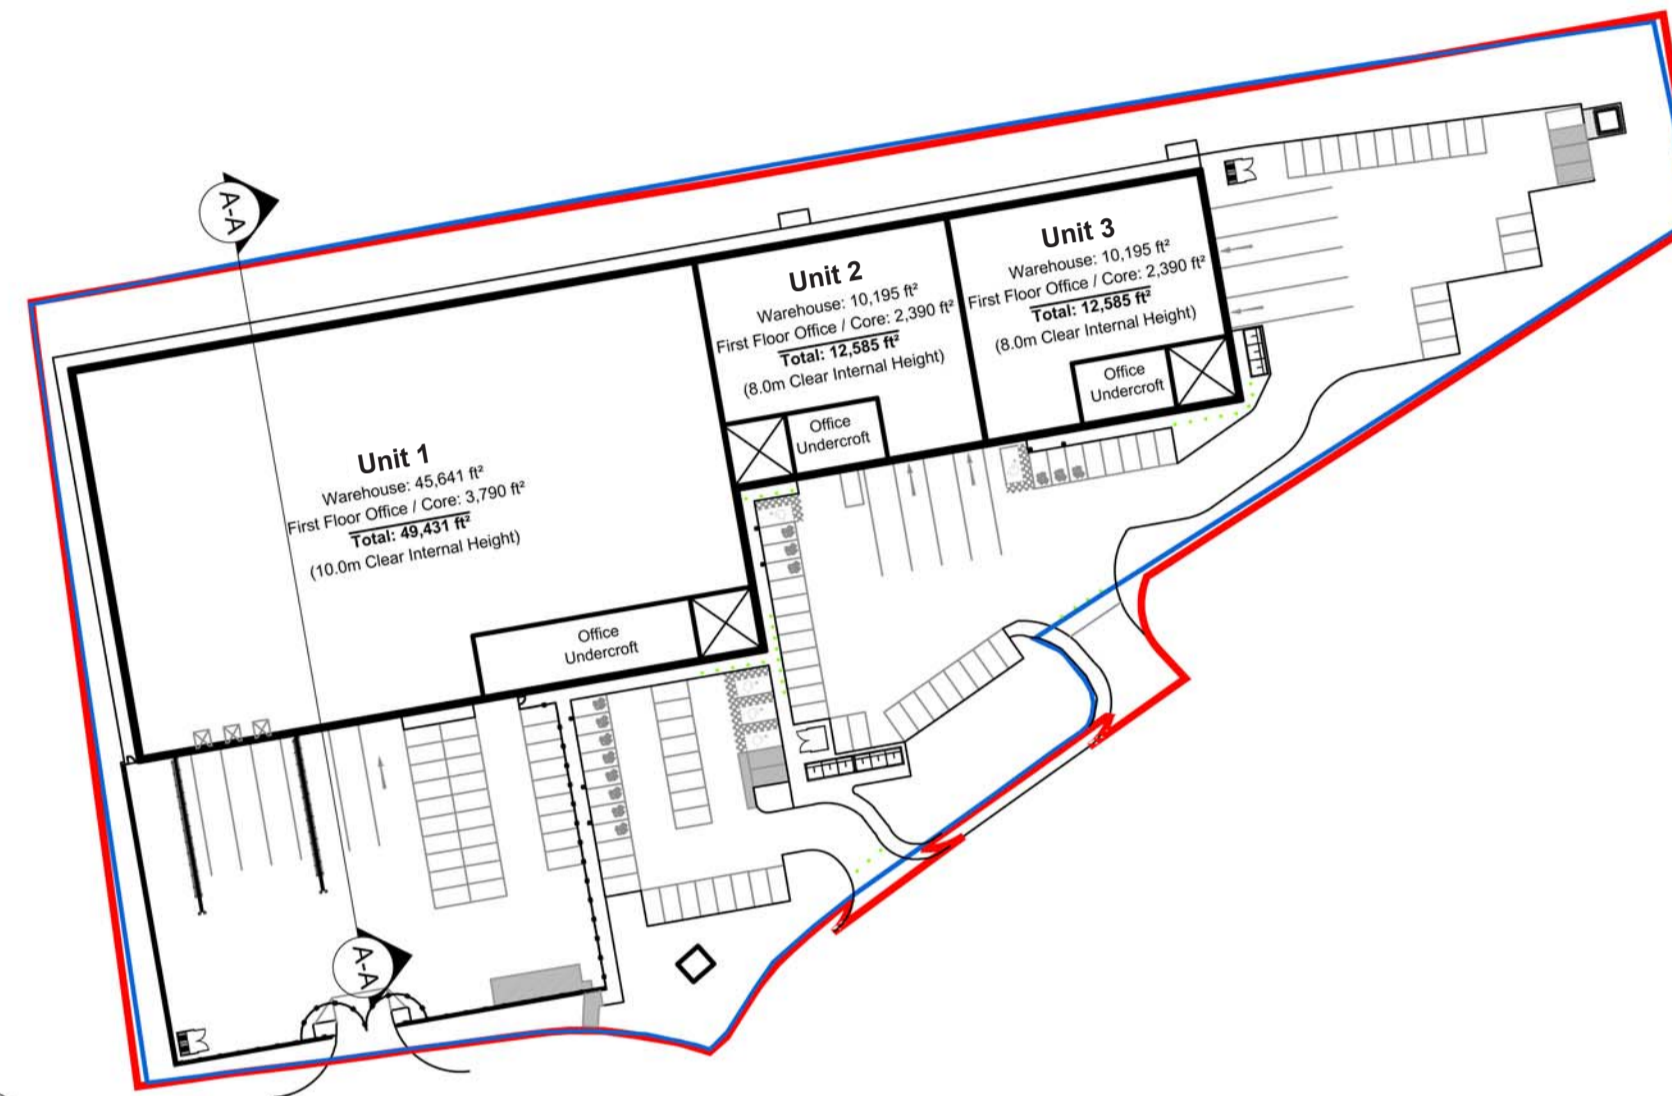 A-A
Unit 1
Warehouse: 45,641 ft²
First Floor Office / Core: 3,790 ft²
Total: 49,431 ft²
(10.0m Clear Internal Height)
Office
Undercroft
Unit 2
Warehouse: 10,195 ft²
First Floor Office / Core: 2,390 ft²
Total: 12,585 ft²
(8.0m Clear Internal Height)
Office
Undercroft
Unit 3
Warehouse: 10,195 ft²
First Floor Office / Core: 2,390 ft²
Total: 12,585 ft²
(8.0m Clear Internal Height)
Office
Undercroft
A-A